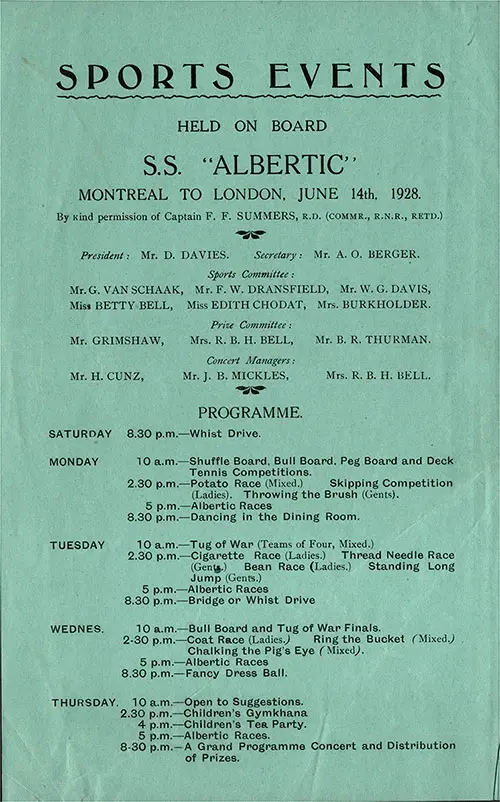 SPORTS EVENTS
HELD ON BOARD
S.S. "ALBERTIC"
MONTREAL TO LONDON, JUNE 14th, 1928.
By kind permission of Captain F. F. SUMMERS, R.D. (COMMR., R.N.R., RETD.)
President: Mr. D. DAVIES. Secretary: Mr. A. O. BERGER.
Sports Committee:
Mr. G. VAN SCHAAK, Mr. F. W. DRANSFIELD, Mr. W. G. DAVIS,
Miss BETTY BELL, Miss EDITH CHODAT, Mrs. BURKHOLDER.
Prize Committee:
Mr. GRIMSHAW, Mrs. R. B. H. BELL, Mr. B. R. THURMAN.
Concert Managers:
Mr. H. CUNZ, Mr. J. B. MICKLES, Mrs. R. B. H. BELL.
PROGRAMME.
SATURDAY 8.30 p.m.—Whist Drive.
MONDAY 10 a.m.—Shuffle Board, Bull Board, Peg Board and Deck
Tennis Competitions.
2.30 p.m.—Potato Race (Mixed.) Skipping Competition
(Ladies). Throwing the Brush (Gents).
5 p.m.—Albertic Races
8.30 p.m.—Dancing in the Dining Room.
TUESDAY 10 a.m.—Tug of War (Teams of Four, Mixed.)
2.30 p.m.—Cigarette Race (Ladies.) Thread Needle Race
(Gents.) Bean Race (Ladies.) Standing Long
Jump (Gents.)
5 p.m.—Albertic Races
8.30 p.m.—Bridge or Whist Drive
WEDNES. 10 a.m.—Bull Board and Tug of War Finals.
2-30 p.m.—Coat Race (Ladies.) Ring the Bucket (Mixed.)
Chalking the Pig's Eye (Mixed).
5 p.m.—Albertic Races
8.30 p.m.—Fancy Dress Ball.
THURSDAY. 10 a.m.—Open to Suggestions.
2.30 p.m.—Children's Gymkhana
4 p.m.—Children's Tea Party.
5 p.m.—Albertic Races.
8-30 p.m.—A Grand Programme Concert and Distribution
of Prizes.